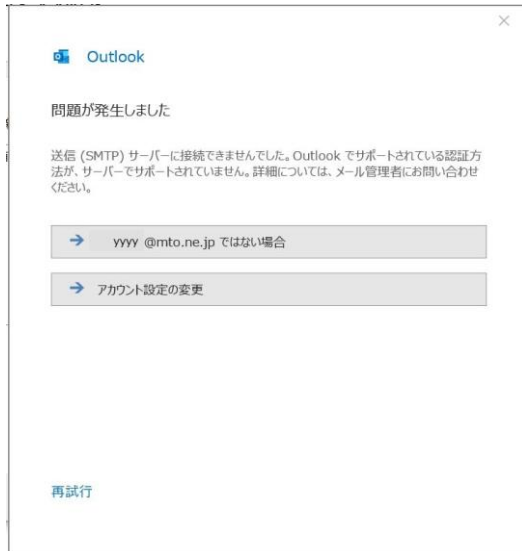 Outlook
問題が発生しました
送信 (SMTP) サーバーに接続できませんでした。Outlook でサポートされている認証方
法が、サーバーでサポートされていません。詳細については、メール管理者にお問い合わせ
ください。
yyyy @mto.ne.jp ではない場合
アカウント設定の変更
再試行